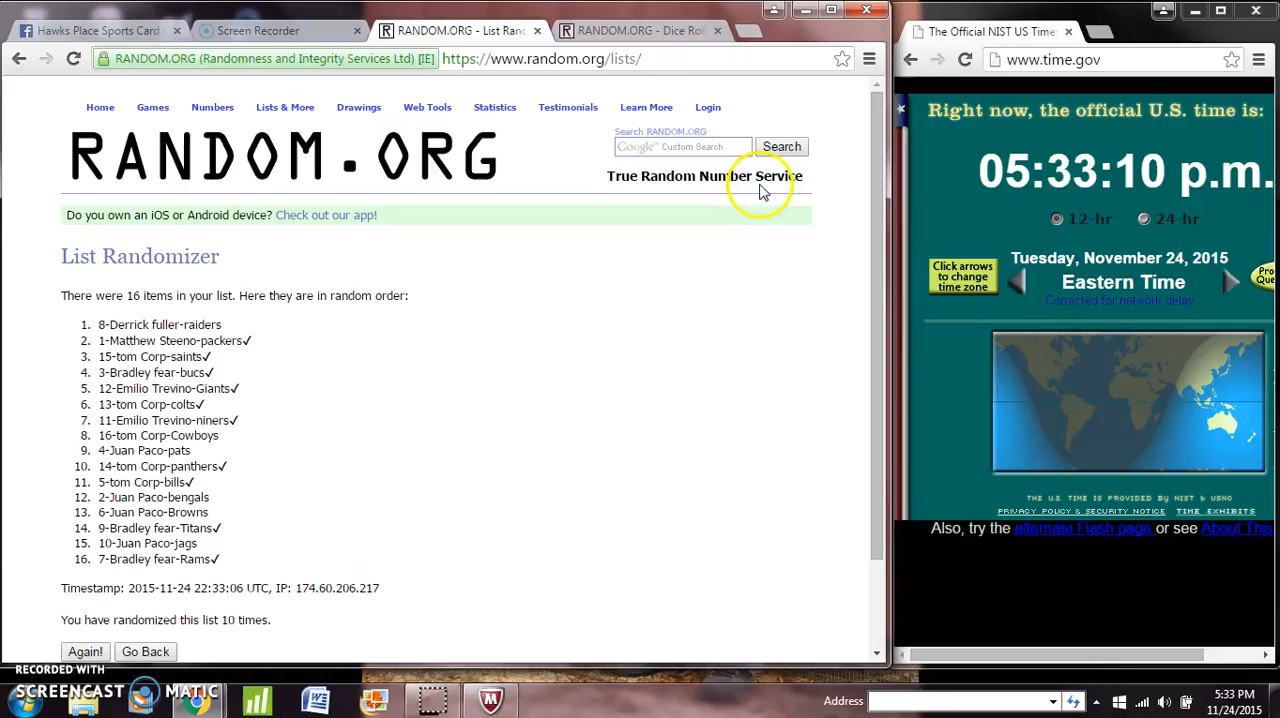 Hawks Place Sports Card
Screen Recorder
RANDOM.ORG - List Ran
RANDOM.ORG - Dice Rol
The Official NIST US Time:
RANDOM.ORG (Randomness and Integrity Services Ltd) [IE]
https://www.random.org/lists/
www.time.gov
Home Games Numbers Lists & More Drawings Web Tools Statistics Testimonials Learn More Login
RANDOM.ORG
Search RANDOM.ORG
Google™ Custom Search
Search
True Random Number Service
Do you own an iOS or Android device? Check out our app!
List Randomizer
There were 16 items in your list. Here they are in random order:
1. 8-Derrick fuller-raiders
2. 1-Matthew Steeno-packers✓
3. 15-tom Corp-saints✓
4. 3-Bradley fear-bucs✓
5. 12-Emilio Trevino-Giants✓
6. 13-tom Corp-colts✓
7. 11-Emilio Trevino-niners✓
8. 16-tom Corp-Cowboys
9. 4-Juan Paco-pats
10. 14-tom Corp-panthers✓
11. 5-tom Corp-bills✓
12. 2-Juan Paco-bengals
13. 6-Juan Paco-Browns
14. 9-Bradley fear-Titans✓
15. 10-Juan Paco-jags
16. 7-Bradley fear-Rams✓
Timestamp: 2015-11-24 22:33:06 UTC, IP: 174.60.206.217
You have randomized this list 10 times.
Again!
Go Back
Right now, the official U.S. time is:
05:33:10 p.m.
12-hr 24-hr
Click arrows
to change
time zone
Tuesday, November 24, 2015
Eastern Time
Corrected for network delay
Pro
Que
THE U.S. TIME IS PROVIDED BY NIST & USNO
PRIVACY POLICY & SECURITY NOTICE TIME EXHIBITS
Also, try the alternate Flash page or see About This
RECORDED WITH
SCREENCAST MATIC
Address
5:33 PM
11/24/2015